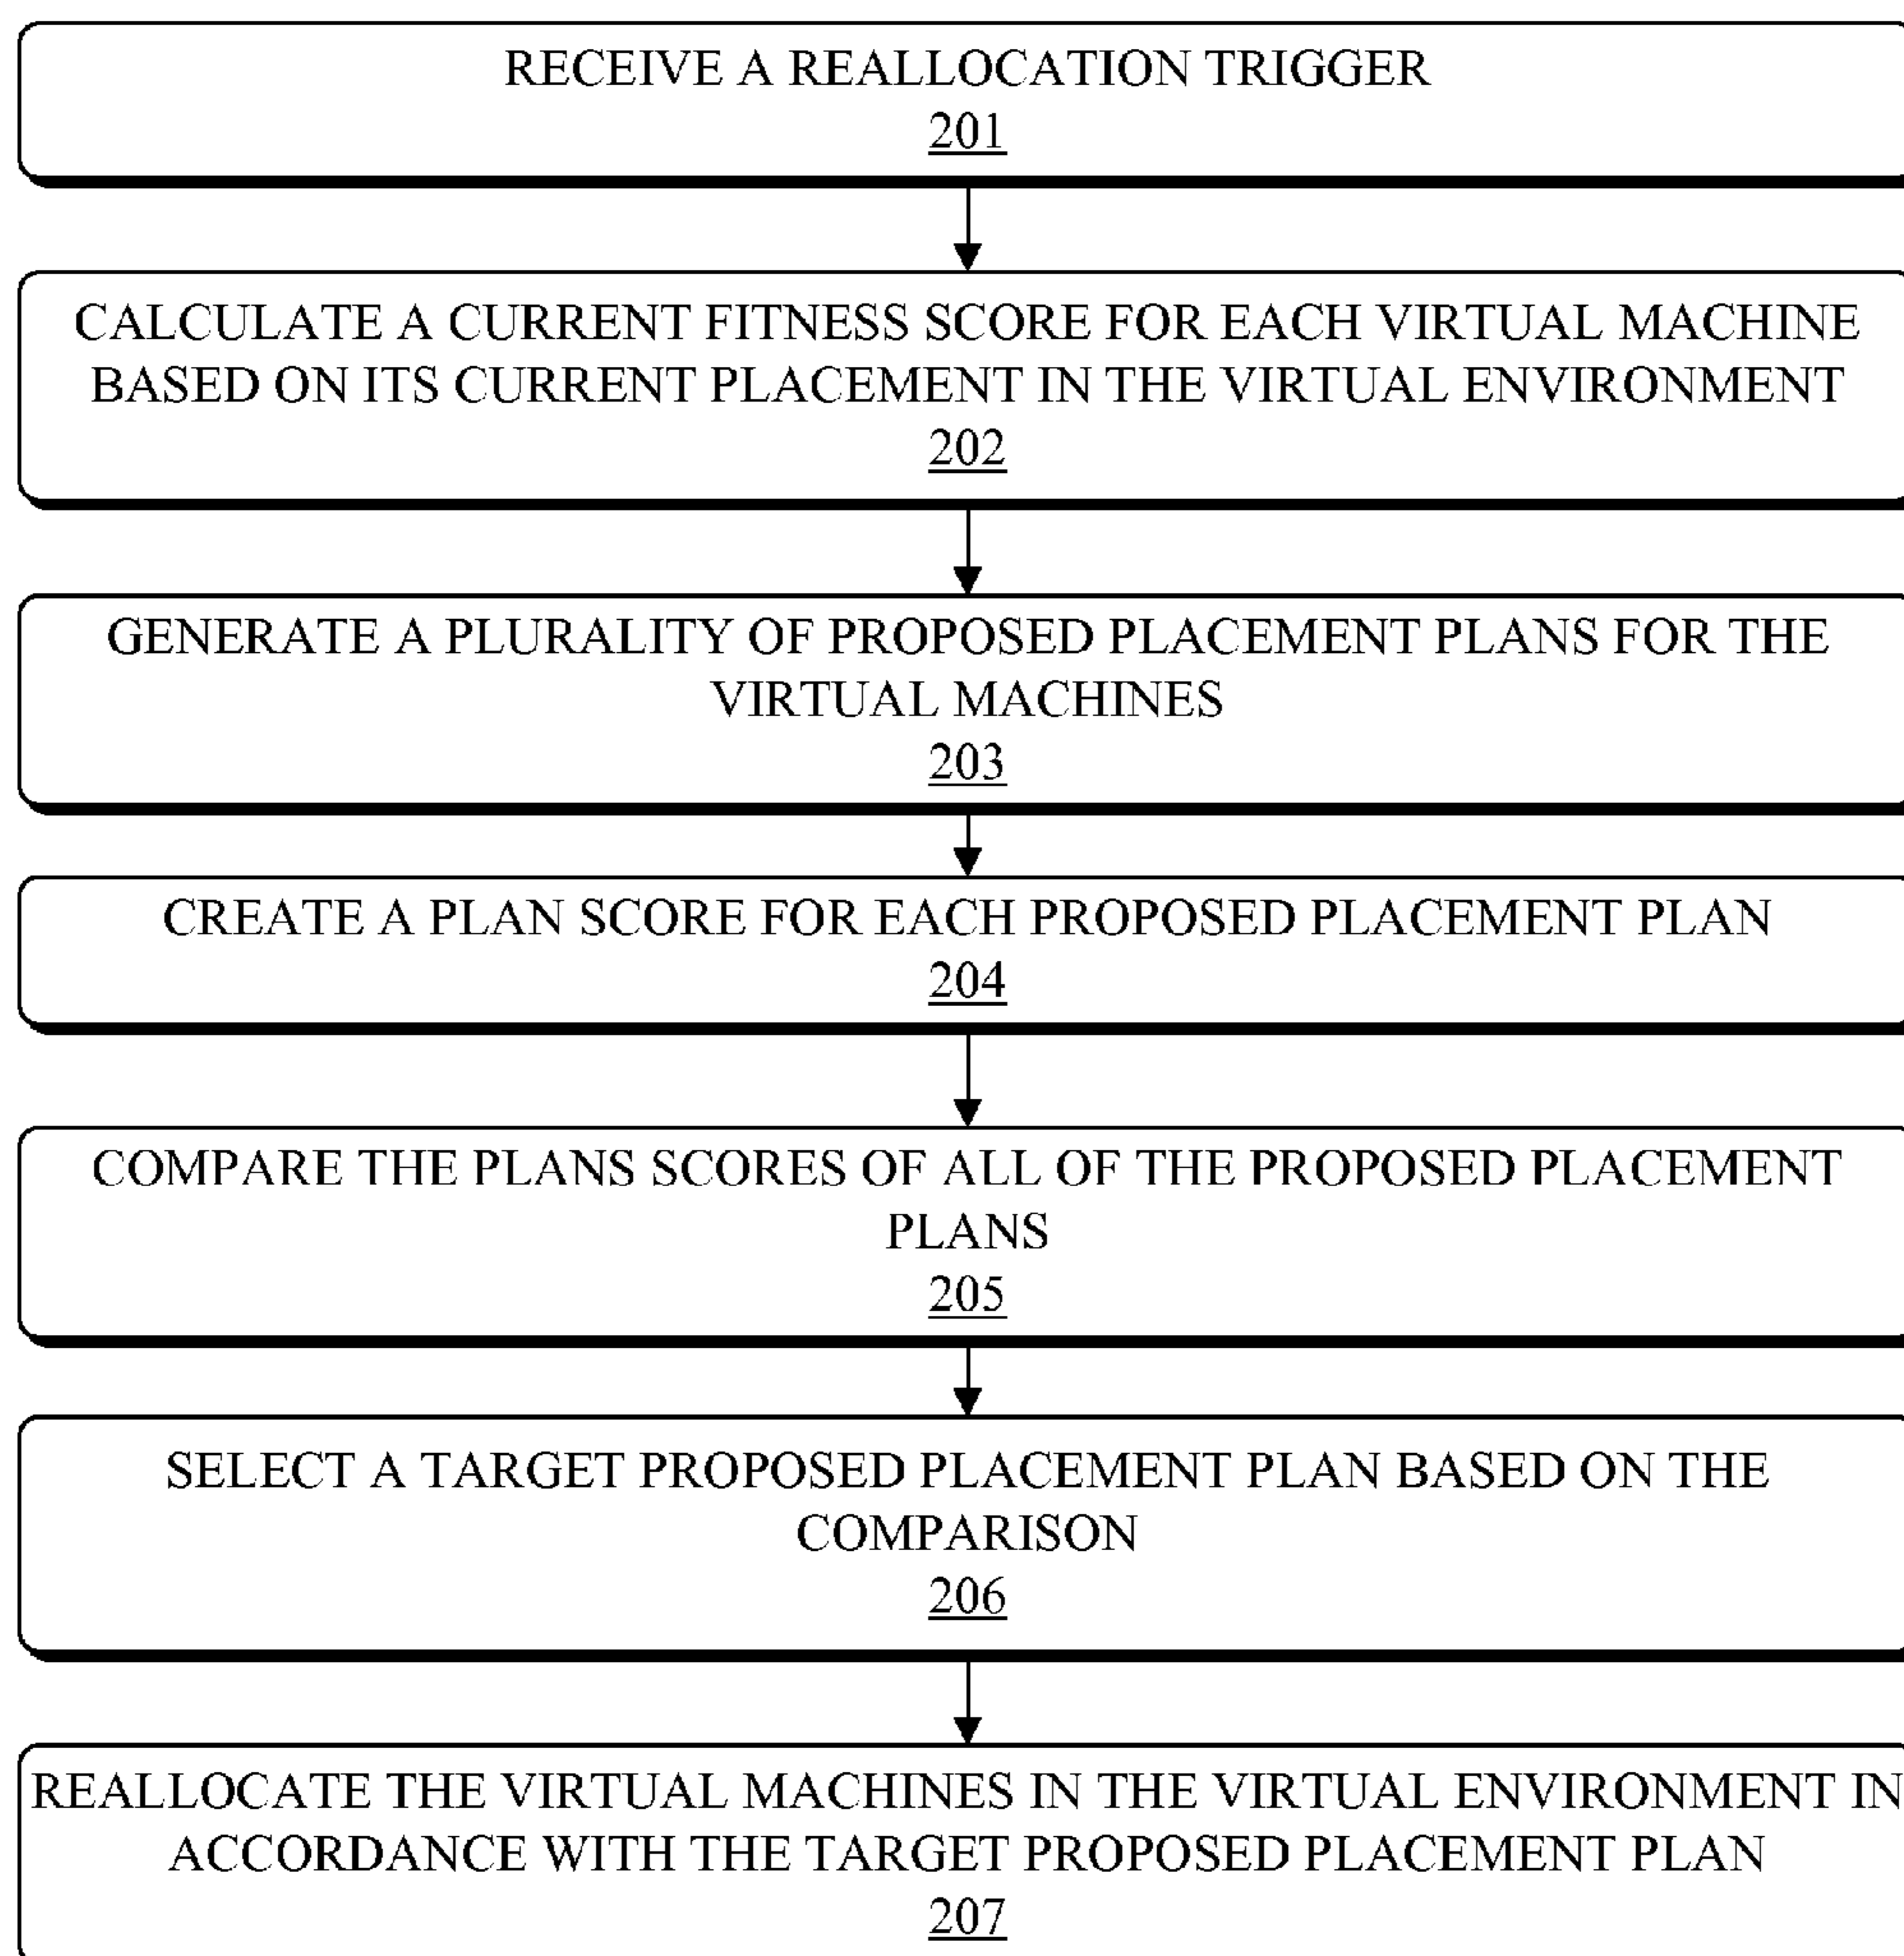 RECEIVE A REALLOCATION TRIGGER
201
CALCULATE A CURRENT FITNESS SCORE FOR EACH VIRTUAL MACHINE
BASED ON ITS CURRENT PLACEMENT IN THE VIRTUAL ENVIRONMENT
202
GENERATE A PLURALITY OF PROPOSED PLACEMENT PLANS FOR THE
VIRTUAL MACHINES
203
CREATE A PLAN SCORE FOR EACH PROPOSED PLACEMENT PLAN
204
COMPARE THE PLANS SCORES OF ALL OF THE PROPOSED PLACEMENT
PLANS
205
SELECT A TARGET PROPOSED PLACEMENT PLAN BASED ON THE
COMPARISON
206
REALLOCATE THE VIRTUAL MACHINES IN THE VIRTUAL ENVIRONMENT IN
ACCORDANCE WITH THE TARGET PROPOSED PLACEMENT PLAN
207